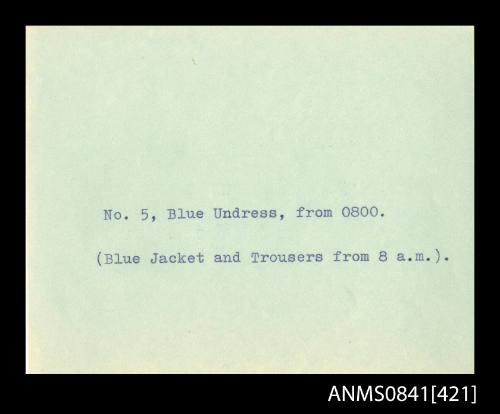 No. 5, Blue Undress, from 0800.
(Blue Jacket and Trousers from 8 a.m.).
ANMS0841[421]